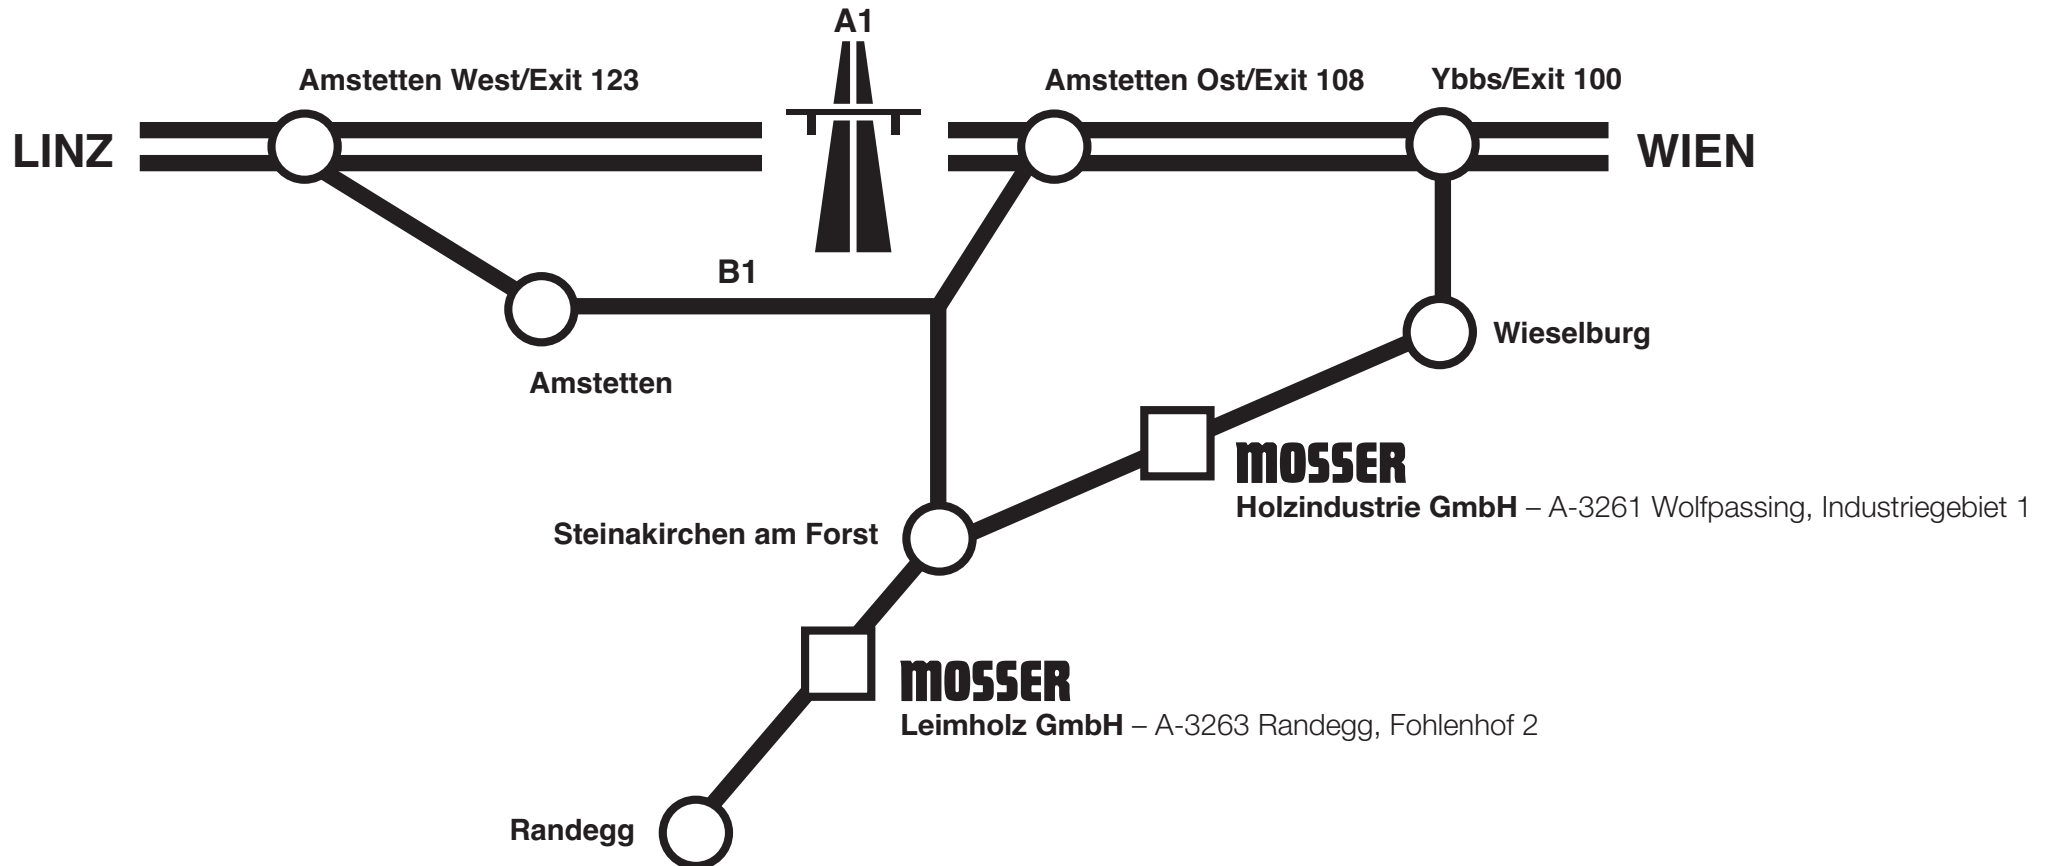 A1
Amstetten West/Exit 123
Amstetten Ost/Exit 108
Ybbs/Exit 100
LINZ
WIEN
B1
Amstetten
Wieselburg
MOSSER
Holzindustrie GmbH – A-3261 Wolfpassing, Industriegebiet 1
Steinakirchen am Forst
MOSSER
Leimholz GmbH – A-3263 Randegg, Fohlenhof 2
Randegg